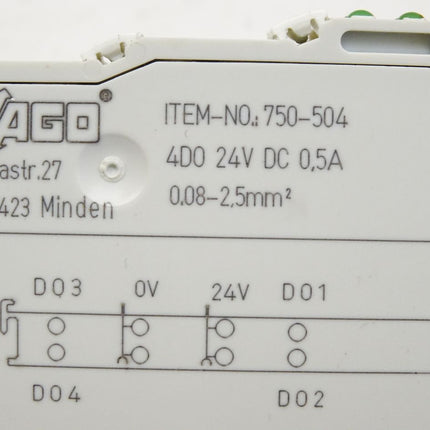 WAGO
ITEM-NO.: 750-504
4DO 24V DC 0,5A
astr.27
423 Minden
0.08-2,5mm²
DO3 0V 24V DO1
DO4 DO2